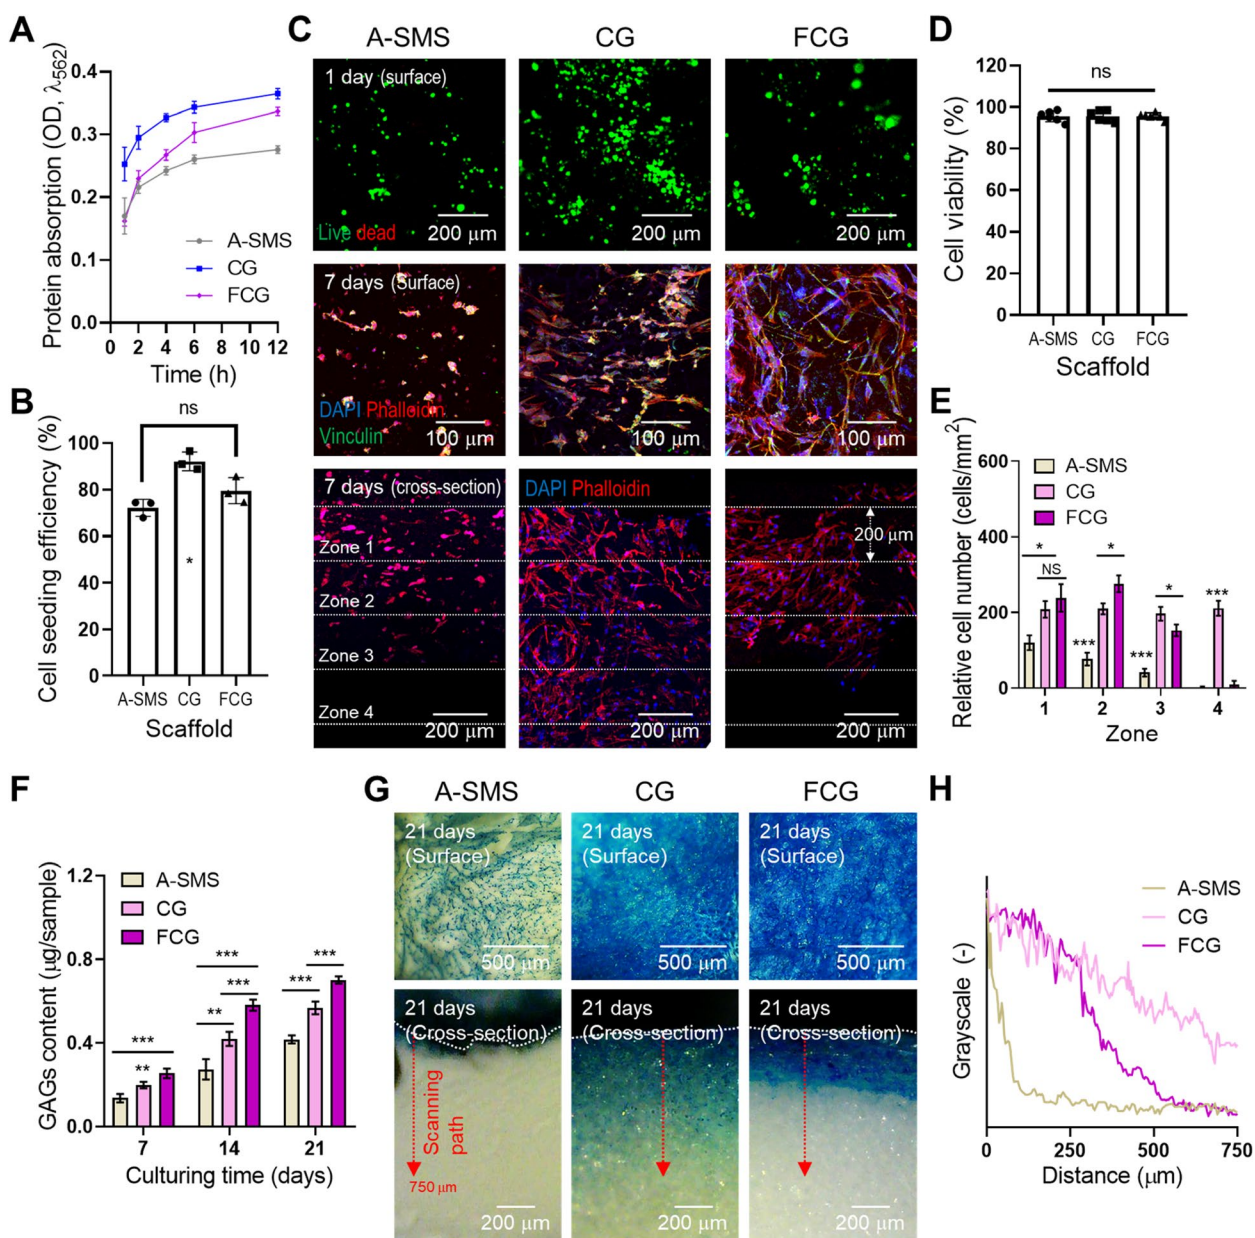 A
Protein absorption (OD, λ562)
0.4
0.3
0.2
0.1
0.0
0 2 4 6 8 10 12
Time (h)
A-SMS
CG
FCG
B
Cell seeding efficiency (%)
100
80
60
40
20
0
ns
*
A-SMS CG FCG
Scaffold
C
A-SMS CG FCG
1 day (surface)
Live dead
200 μm
200 μm
200 μm
7 days (Surface)
DAPI Phalloidin
Vinculin
100 μm
100 μm
100 μm
7 days (cross-section)
DAPI Phalloidin
200 μm
Zone 1
Zone 2
Zone 3
Zone 4
200 μm
200 μm
200 μm
D
Cell viability (%)
120
100
80
60
40
20
0
ns
A-SMS CG FCG
Scaffold
E
Relative cell number (cells/mm2)
600
400
200
0
A-SMS
CG
FCG
*
NS
***
*
***
*
***
1 2 3 4
Zone
F
GAGs content (μg/sample)
1.2
0.8
0.4
0.0
A-SMS
CG
FCG
***
**
***
***
**
***
***
7 14 21
Culturing time (days)
G
A-SMS CG FCG
21 days
(Surface)
500 μm
21 days
(Surface)
500 μm
21 days
(Surface)
500 μm
21 days
(Cross-section)
Scanning
path
750 μm
200 μm
21 days
(Cross-section)
200 μm
21 days
(Cross-section)
200 μm
H
Grayscale (-)
A-SMS
CG
FCG
0 250 500 750
Distance (μm)